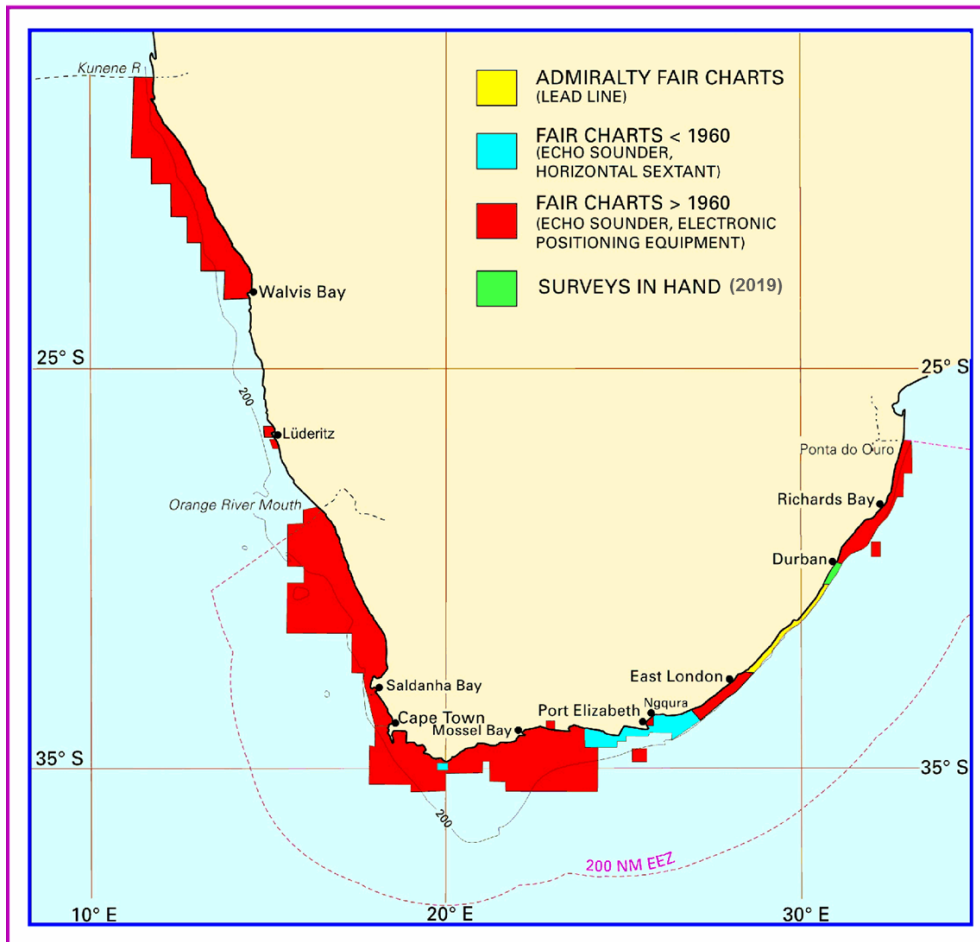 Kunene R
ADMIRALTY FAIR CHARTS
(LEAD LINE)
FAIR CHARTS < 1960
(ECHO SOUNDER,
HORIZONTAL SEXTANT)
FAIR CHARTS > 1960
(ECHO SOUNDER, ELECTRONIC
POSITIONING EQUIPMENT)
SURVEYS IN HAND (2019)
Walvis Bay
25° S
25° S
200
Lüderitz
Ponta do Ouro
Richards Bay
Orange River Mouth
Durban
East London
Saldanha Bay
Ngqura
Port Elizabeth
Cape Town
Mossel Bay
35° S
35° S
200
200 NM EEZ
10° E
20° E
30° E